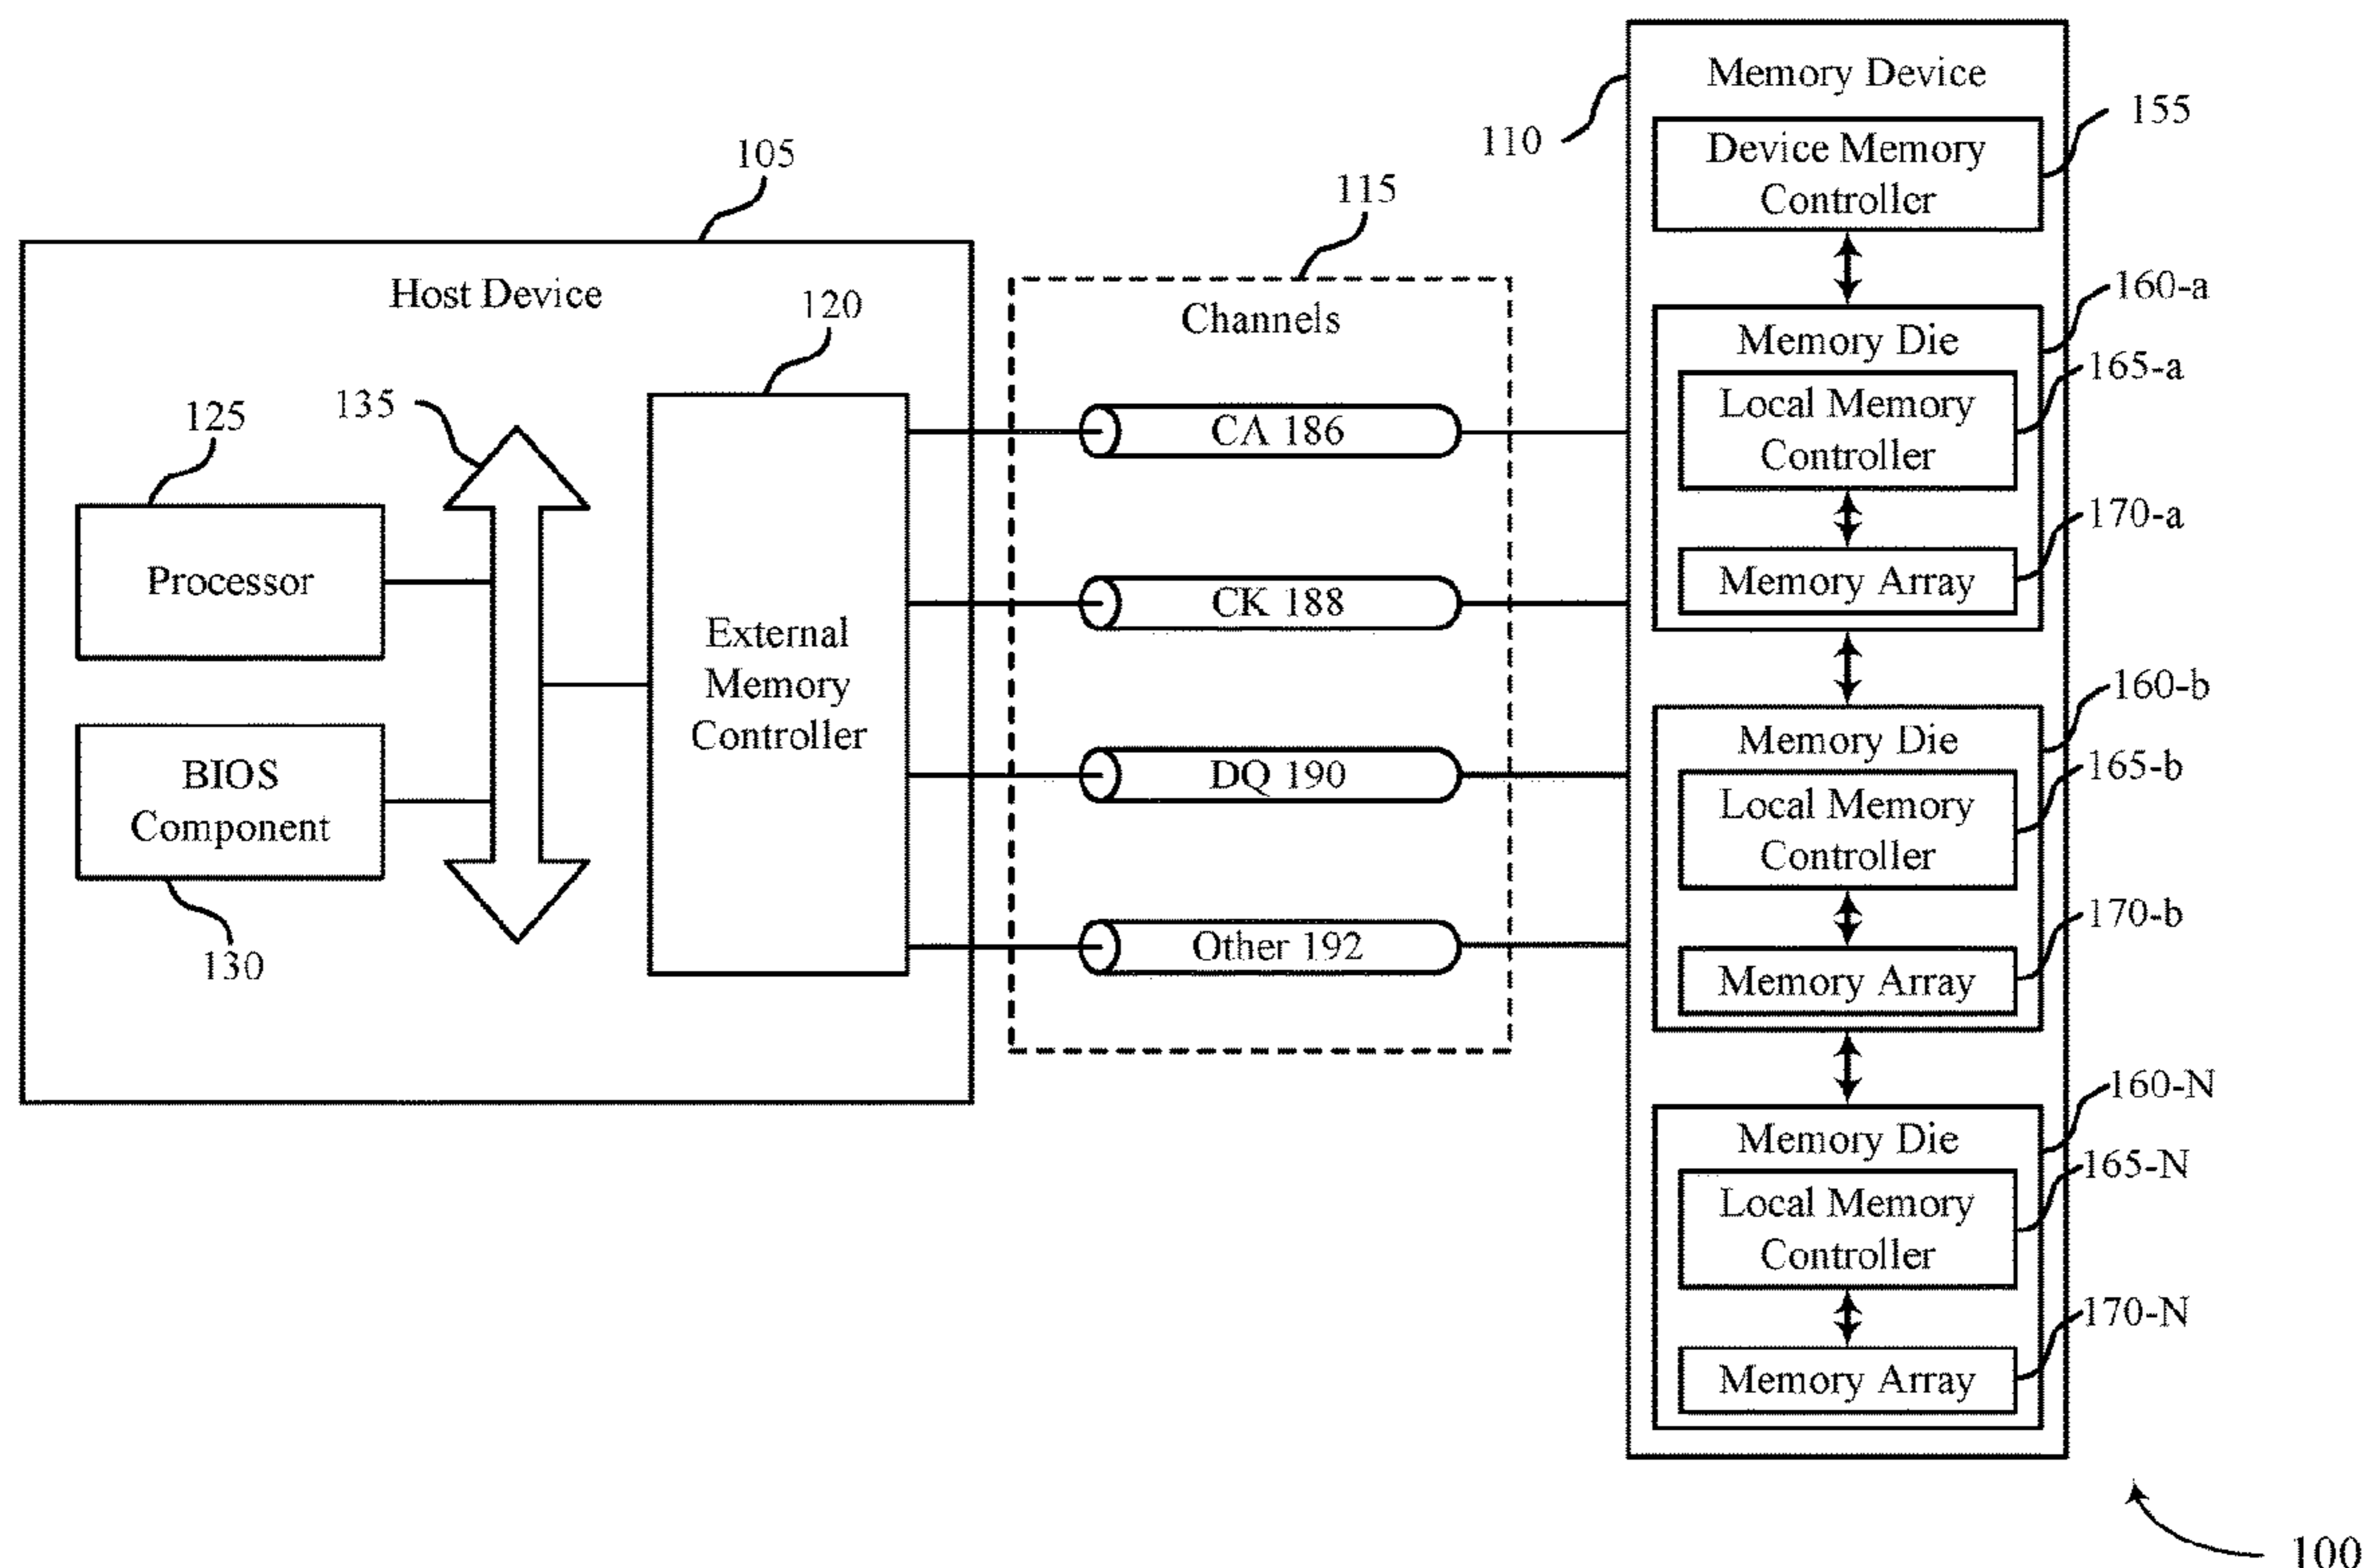 105
Host Device
125
Processor
BIOS
Component
130
135
120
External
Memory
Controller
115
Channels
CA 186
CK 188
DQ 190
Other 192
110
Memory Device
155
Device Memory
Controller
160-a
Memory Die
165-a
Local Memory
Controller
170-a
Memory Array
160-b
Memory Die
165-b
Local Memory
Controller
170-b
Memory Array
160-N
Memory Die
165-N
Local Memory
Controller
170-N
Memory Array
100